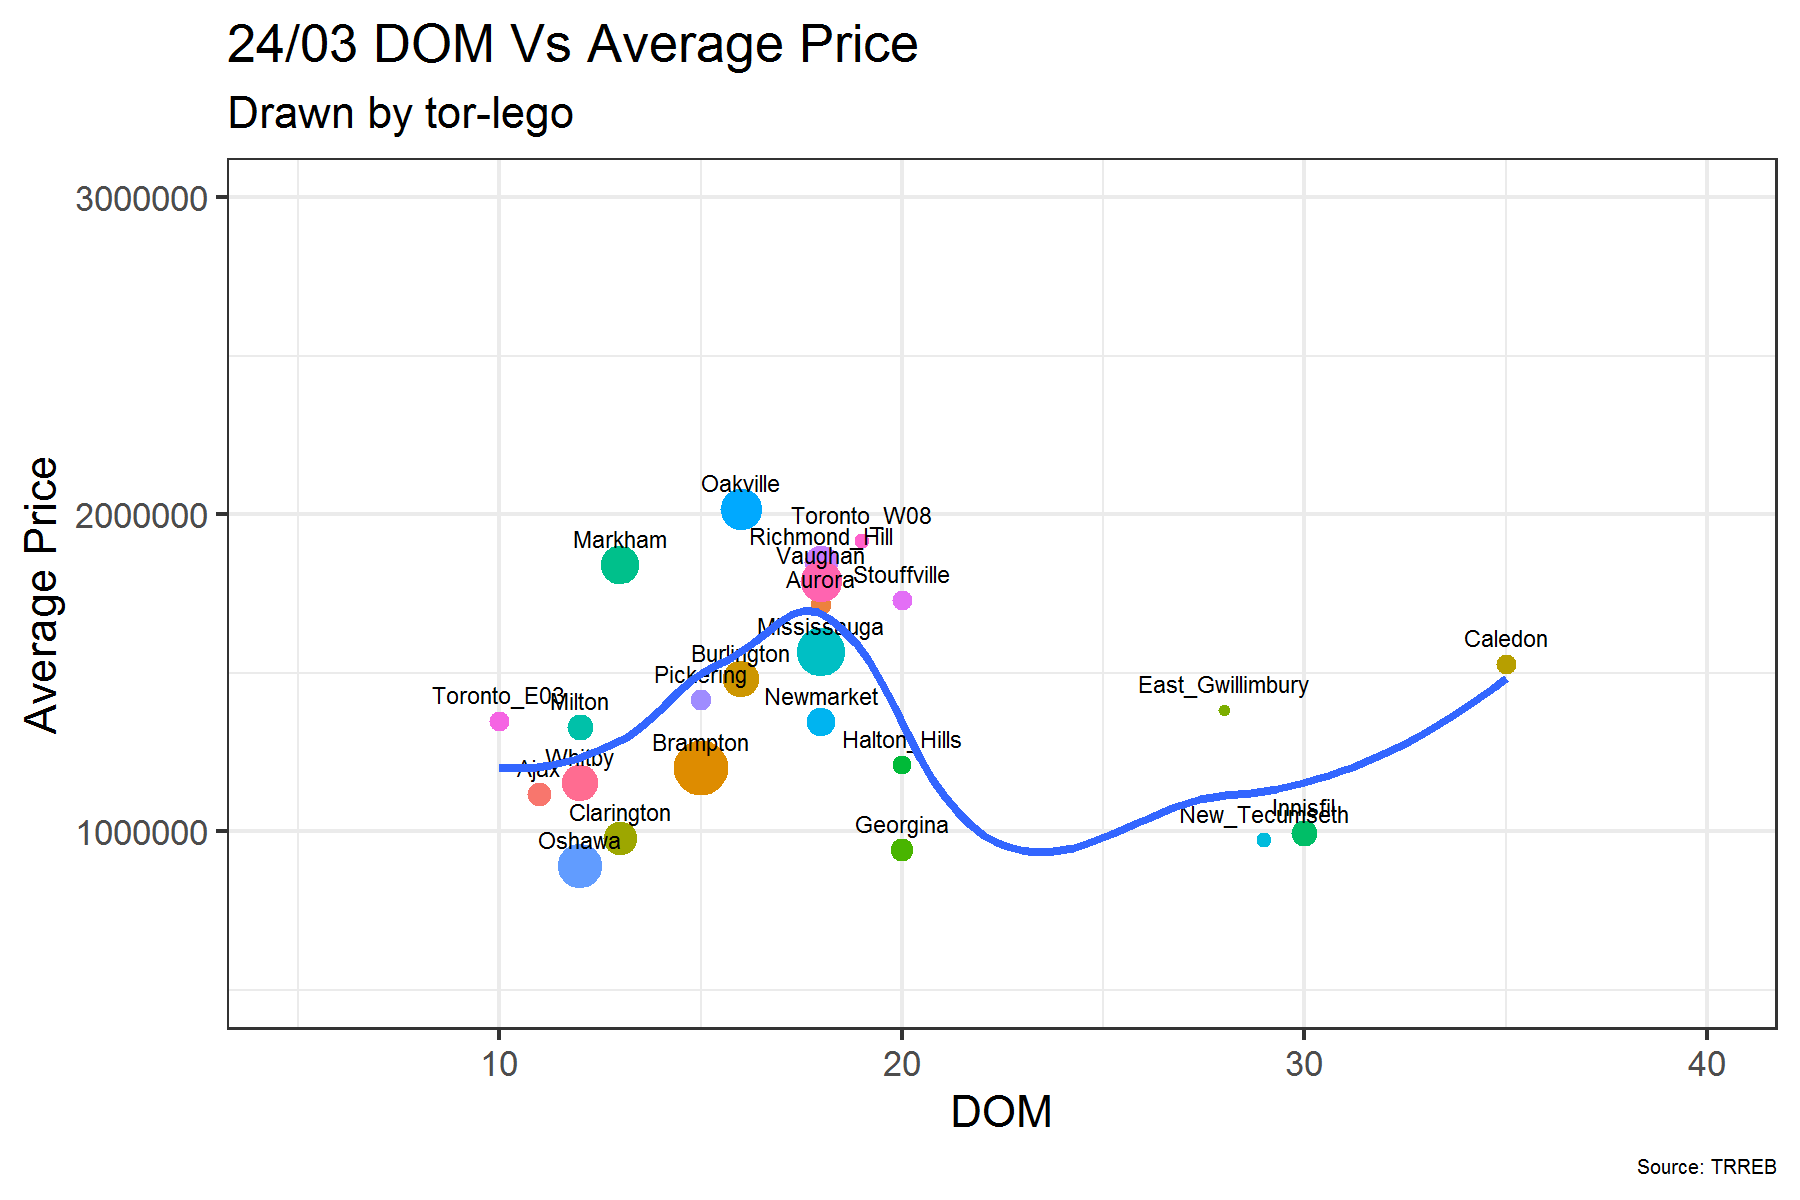 24/03 DOM Vs Average Price
Drawn by tor-lego
Average Price
3000000
2000000
1000000
Oakville
Toronto_W08
Markham
Richmond_Hill
Vaughan
Aurora
Stouffville
Mississauga
Caledon
Burlington
Pickering
East_Gwillimbury
Toronto_E03
Milton
Newmarket
Brampton
Halton_Hills
Whitby
Ajax
Clarington
Innisfil
New_Tecumseth
Georgina
Oshawa
10
20
30
40
DOM
Source: TRREB